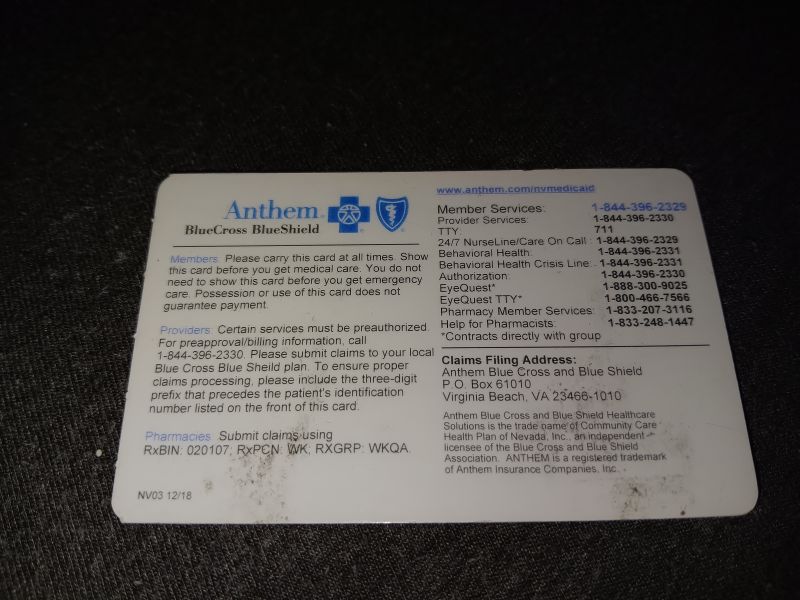 Anthem
BlueCross BlueShield
Members: Please carry this card at all times. Show
this card before you get medical care. You do not
need to show this card before you get emergency
care. Possession or use of this card does not
guarantee payment.
Providers: Certain services must be preauthorized.
For preapproval/billing information, call
1-844-396-2330. Please submit claims to your local
Blue Cross Blue Sheild plan. To ensure proper
claims processing, please include the three-digit
prefix that precedes the patient's identification
number listed on the front of this card.
Pharmacies: Submit claims using
RxBIN: 020107; RxPCN: WK; RXGRP: WKQA.
NV03 12/18
www.anthem.com/nvmedicaid
Member Services: 1-844-396-2329
Provider Services: 1-844-396-2330
TTY: 711
24/7 NurseLine/Care On Call: 1-844-396-2329
Behavioral Health: 1-844-396-2331
Behavioral Health Crisis Line: 1-844-396-2331
Authorization: 1-844-396-2330
EyeQuest* 1-888-300-9025
EyeQuest TTY* 1-800-466-7566
Pharmacy Member Services: 1-833-207-3116
Help for Pharmacists: 1-833-248-1447
*Contracts directly with group
Claims Filing Address:
Anthem Blue Cross and Blue Shield
P.O. Box 61010
Virginia Beach, VA 23466-1010
Anthem Blue Cross and Blue Shield Healthcare
Solutions is the trade name of Community Care
Health Plan of Nevada, Inc., an independent
licensee of the Blue Cross and Blue Shield
Association. ANTHEM is a registered trademark
of Anthem Insurance Companies, Inc.